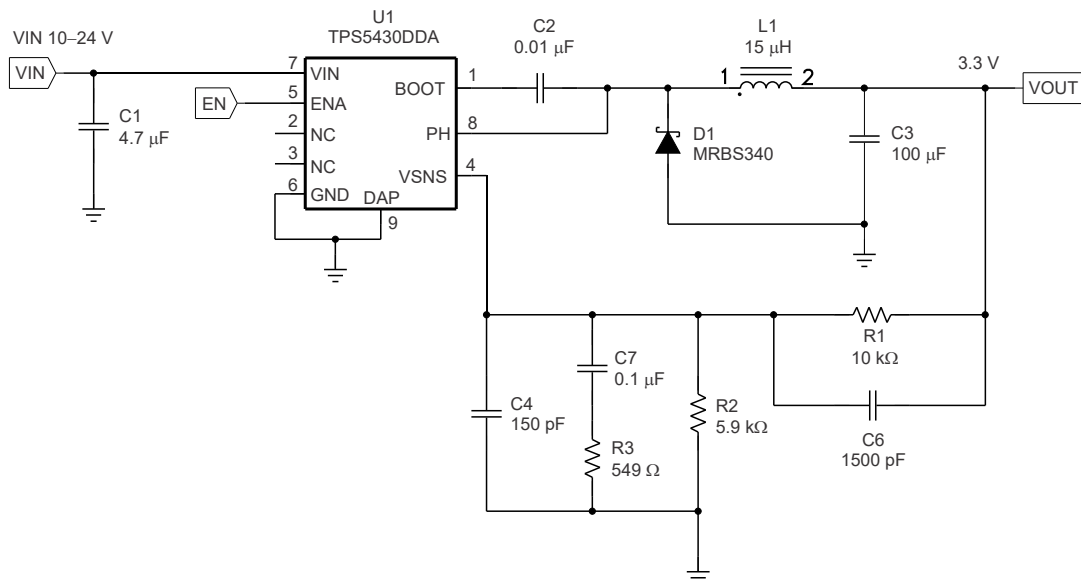 VIN 10–24 V
VIN
C1
4.7 μF
EN
U1
TPS5430DDA
7
5
2
3
6
VIN
ENA
NC
NC
GND
DAP
9
BOOT
PH
VSNS
1
8
4
C2
0.01 μF
L1
15 μH
1
2
D1
MRBS340
C3
100 μF
3.3 V
VOUT
C4
150 pF
C7
0.1 μF
R3
549 Ω
R2
5.9 kΩ
R1
10 kΩ
C6
1500 pF